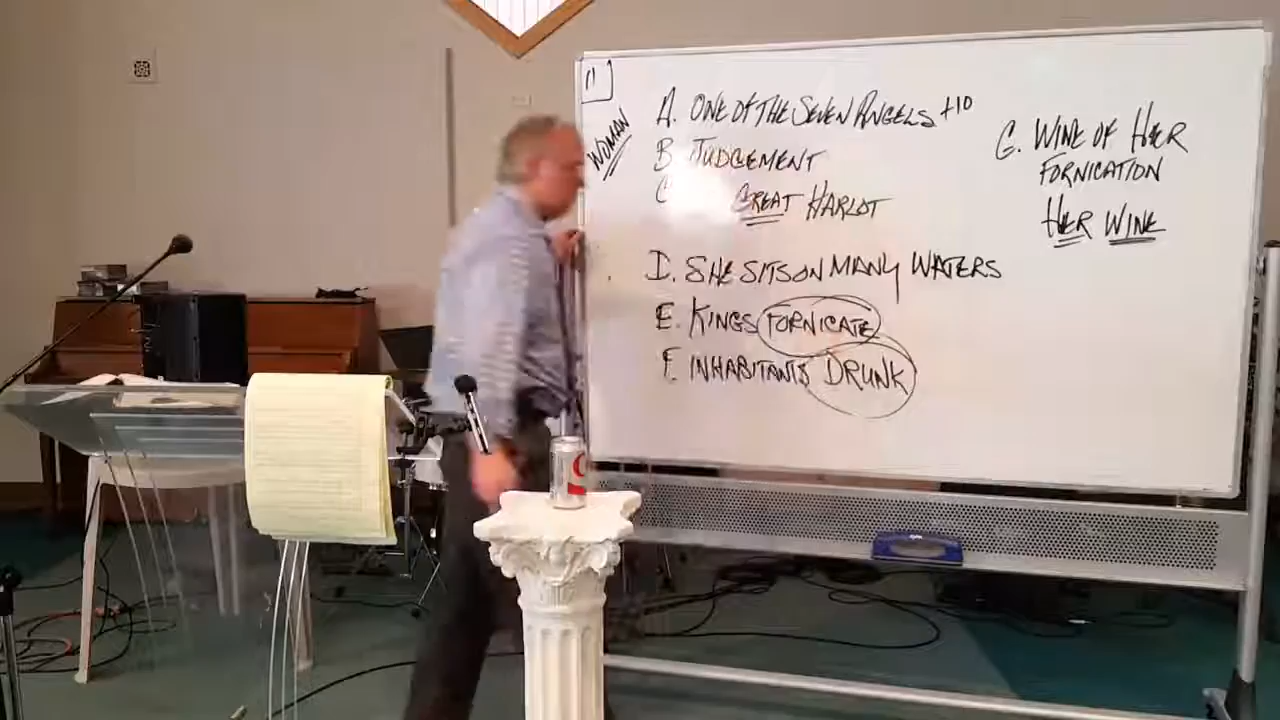 11
WOMAN
A. ONE OF THE SEVEN ANGELS +10
B. JUDGEMENT
C GREAT HARLOT
D. SHE SITS ON MANY WATERS
E. KINGS FORNICATE
F. INHABITANTS DRUNK
G. WINE OF HER
FORNICATION
HER WINE